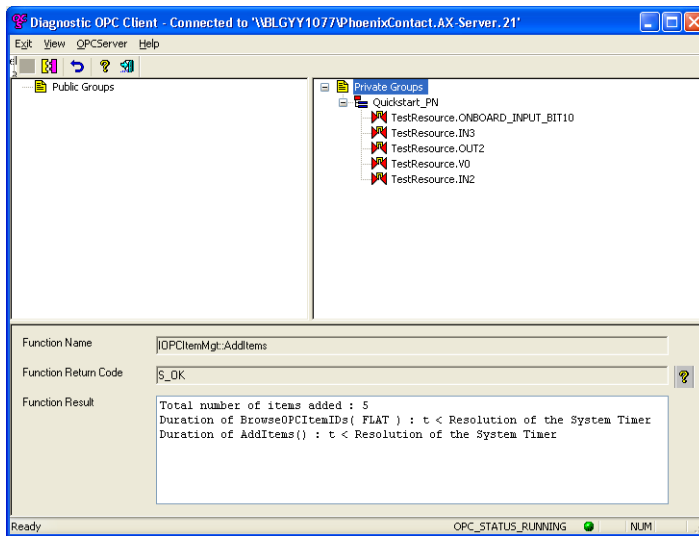 Diagnostic OPC Client - Connected to '\\BLGYY1077\PhoenixContact.AX-Server.21'
Exit View OPCServer Help
Public Groups
Private Groups
Quickstart_PN
TestResource.ONBOARD_INPUT_BIT10
TestResource.IN3
TestResource.OUT2
TestResource.V0
TestResource.IN2
Function Name
IOPCItemMgt::AddItems
Function Return Code
S_OK
Function Result
Total number of items added : 5
Duration of BrowseOPCItemIDs( FLAT ) : t < Resolution of the System Timer
Duration of AddItems() : t < Resolution of the System Timer
Ready
OPC_STATUS_RUNNING
NUM